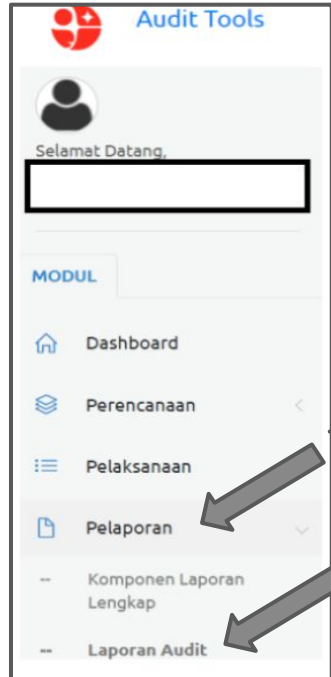 Audit Tools
Selamat Datang,
MODUL
Dashboard
Perencanaan
Pelaksanaan
Pelaporan
-- Komponen Laporan
Lengkap
-- Laporan Audit